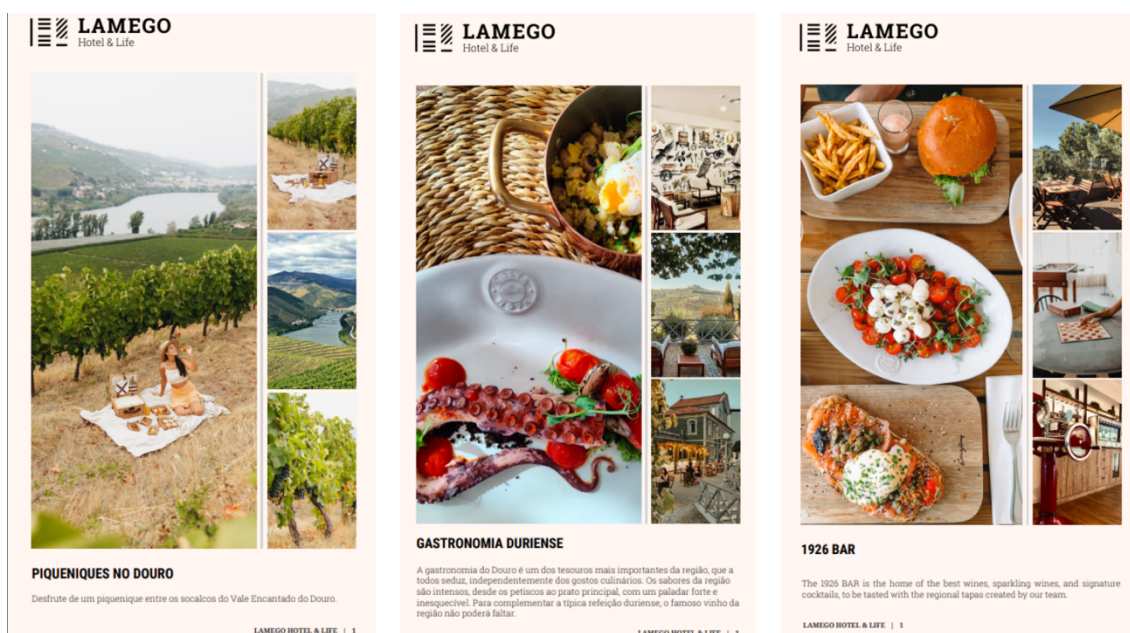 LAMEGO
Hotel & Life
PIQUENIQUES NO DOURO
Desfrute de um piquenique entre os socalcos do Vale Encantado do Douro.
LAMEGO HOTEL & LIFE | 1
LAMEGO
Hotel & Life
GASTRONOMIA DURIENSE
A gastronomia do Douro é um dos tesouros mais importantes da região, que a
todos seduz, independentemente dos gostos culinários. Os sabores da região
são intensos, desde os petiscos ao prato principal, com um paladar forte e
inesquecível. Para complementar a típica refeição duriense, o famoso vinho da
região não poderá faltar.
LAMEGO HOTEL & LIFE | 1
LAMEGO
Hotel & Life
1926 BAR
The 1926 BAR is the home of the best wines, sparkling wines, and signature
cocktails, to be tasted with the regional tapas created by our team.
LAMEGO HOTEL & LIFE | 1